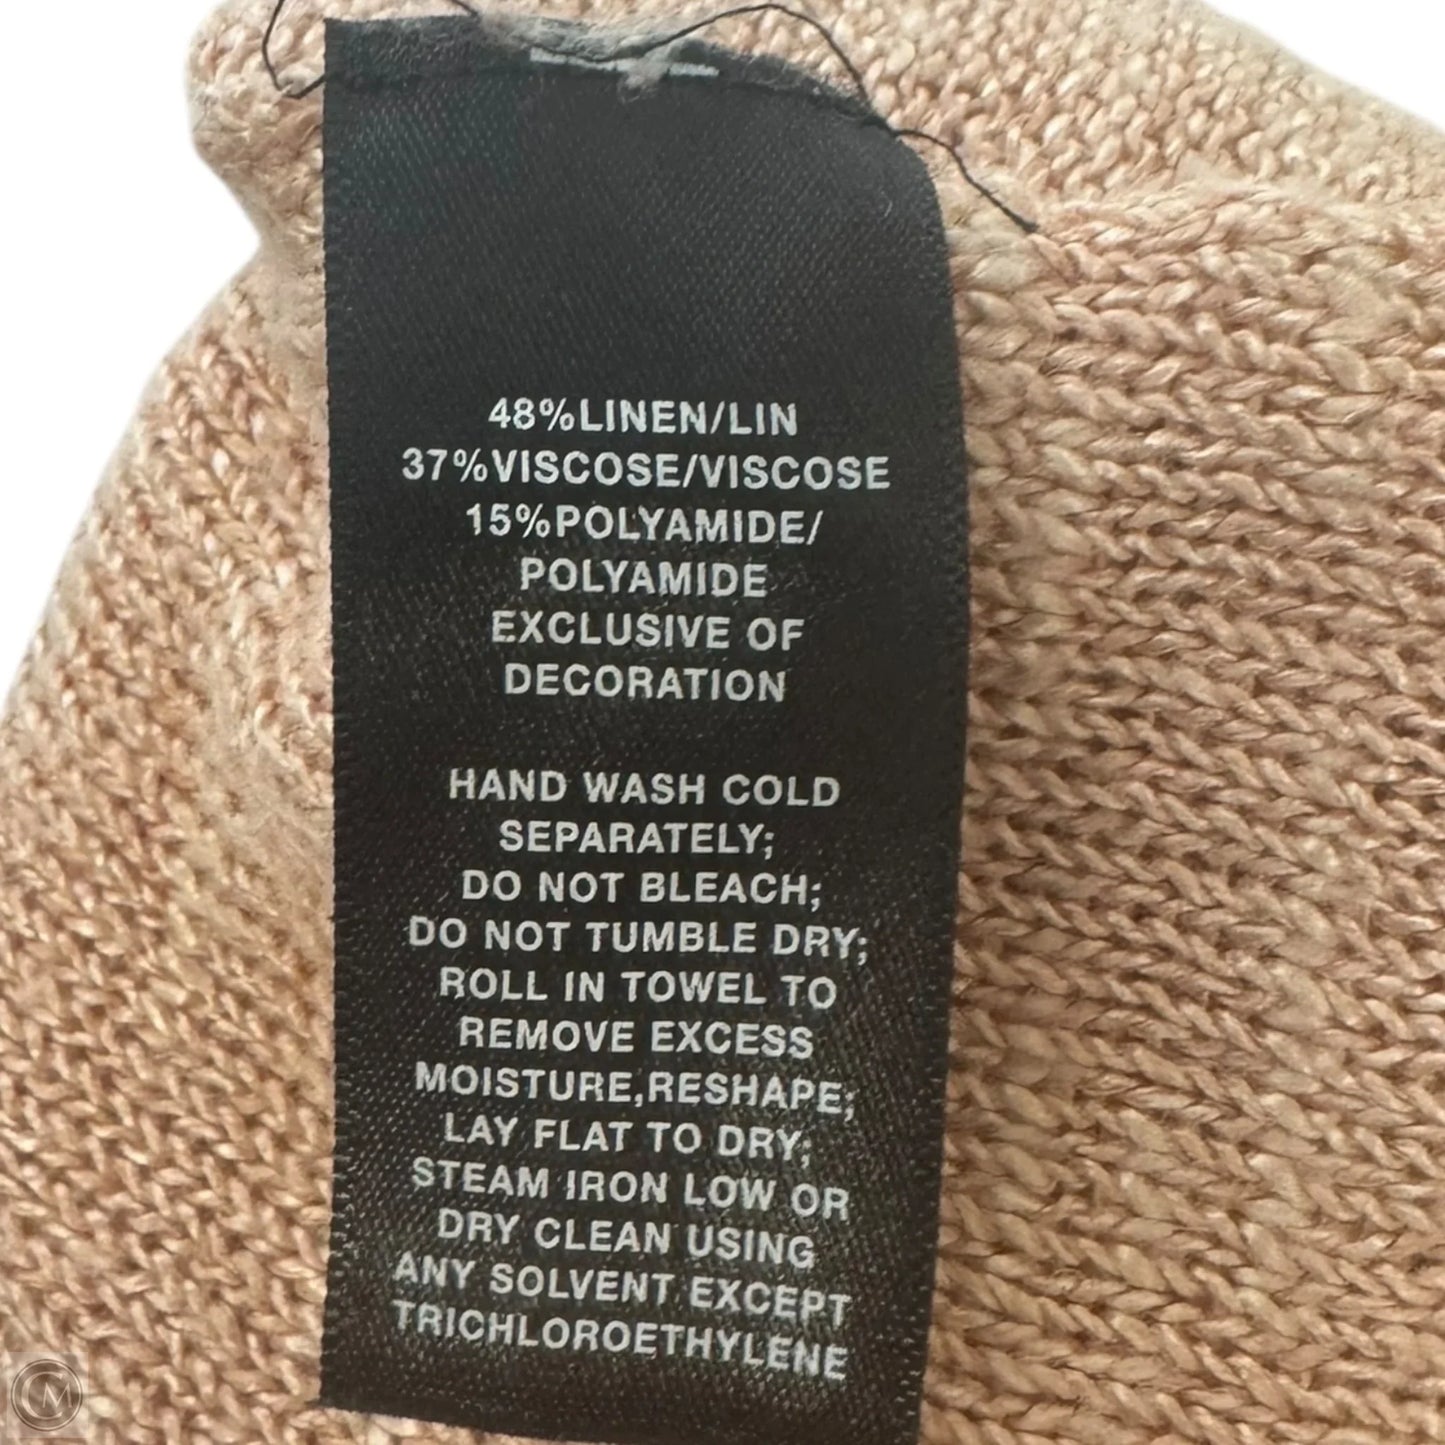 48%LINEN/LIN
37%VISCOSE/VISCOSE
15%POLYAMIDE/
POLYAMIDE
EXCLUSIVE OF
DECORATION
HAND WASH COLD
SEPARATELY;
DO NOT BLEACH;
DO NOT TUMBLE DRY;
ROLL IN TOWEL TO
REMOVE EXCESS
MOISTURE,RESHAPE;
LAY FLAT TO DRY;
STEAM IRON LOW OR
DRY CLEAN USING
ANY SOLVENT EXCEPT
TRICHLOROETHYLENE
CM